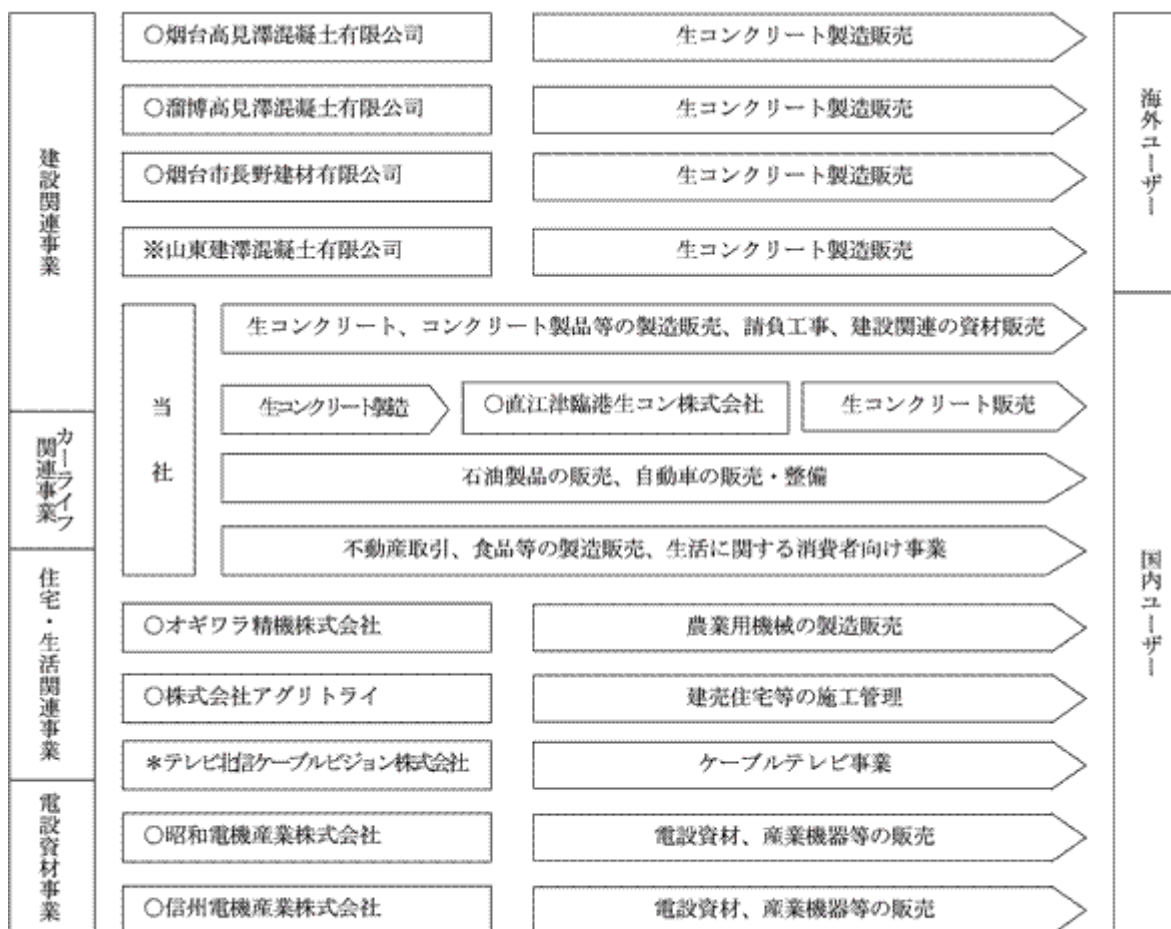 建設関連事業
○烟台高見澤混凝土有限公司
生コンクリート製造販売
○淄博高見澤混凝土有限公司
生コンクリート製造販売
○烟台市長野建材有限公司
生コンクリート製造販売
※山東建澤混凝土有限公司
生コンクリート製造販売
海外ユーザー
当社
生コンクリート、コンクリート製品等の製造販売、請負工事、建設関連の資材販売
生コンクリート製造
○直江津臨港生コン株式会社
生コンクリート販売
カーライフ
関連事業
石油製品の販売、自動車の販売・整備
不動産取引、食品等の製造販売、生活に関する消費者向け事業
住宅・生活関連事業
○オギワラ精機株式会社
農業用機械の製造販売
○株式会社アグリトライ
建売住宅等の施工管理
＊テレビ北信ケーブルビジョン株式会社
ケーブルテレビ事業
国内ユーザー
電設資材事業
○昭和電機産業株式会社
電設資材、産業機器等の販売
○信州電機産業株式会社
電設資材、産業機器等の販売